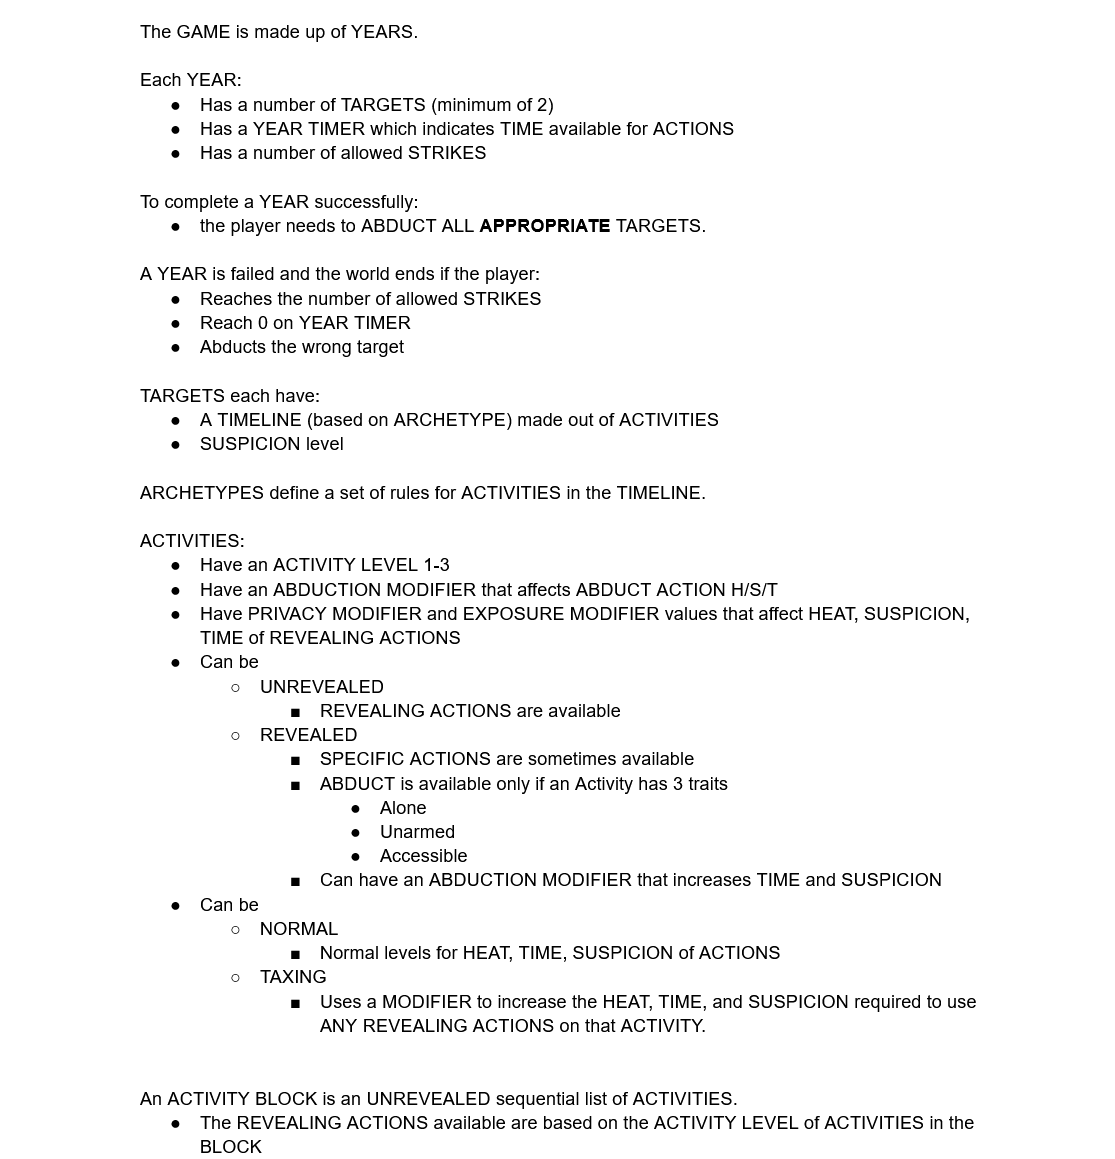 The GAME is made up of YEARS.
Each YEAR:
● Has a number of TARGETS (minimum of 2)
● Has a YEAR TIMER which indicates TIME available for ACTIONS
● Has a number of allowed STRIKES
To complete a YEAR successfully:
● the player needs to ABDUCT ALL APPROPRIATE TARGETS.
A YEAR is failed and the world ends if the player:
● Reaches the number of allowed STRIKES
● Reach 0 on YEAR TIMER
● Abducts the wrong target
TARGETS each have:
● A TIMELINE (based on ARCHETYPE) made out of ACTIVITIES
● SUSPICION level
ARCHETYPES define a set of rules for ACTIVITIES in the TIMELINE.
ACTIVITIES:
● Have an ACTIVITY LEVEL 1-3
● Have an ABDUCTION MODIFIER that affects ABDUCT ACTION H/S/T
● Have PRIVACY MODIFIER and EXPOSURE MODIFIER values that affect HEAT, SUSPICION,
TIME of REVEALING ACTIONS
● Can be
○ UNREVEALED
■ REVEALING ACTIONS are available
○ REVEALED
■ SPECIFIC ACTIONS are sometimes available
■ ABDUCT is available only if an Activity has 3 traits
● Alone
● Unarmed
● Accessible
■ Can have an ABDUCTION MODIFIER that increases TIME and SUSPICION
● Can be
○ NORMAL
■ Normal levels for HEAT, TIME, SUSPICION of ACTIONS
○ TAXING
■ Uses a MODIFIER to increase the HEAT, TIME, and SUSPICION required to use
ANY REVEALING ACTIONS on that ACTIVITY.
An ACTIVITY BLOCK is an UNREVEALED sequential list of ACTIVITIES.
● The REVEALING ACTIONS available are based on the ACTIVITY LEVEL of ACTIVITIES in the
BLOCK